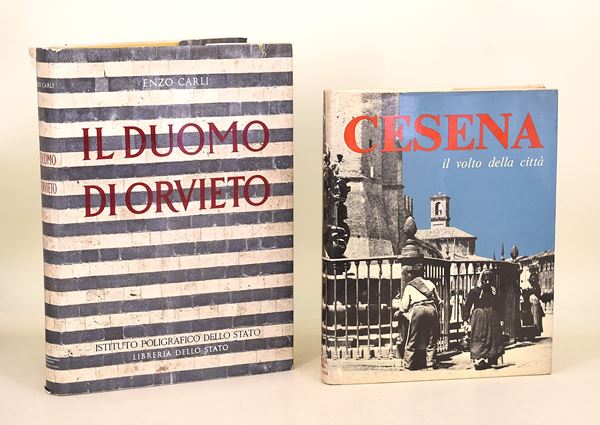 ENZO CARLI
IL DUOMO
DI ORVIETO
ISTITUTO POLIGRAFICO DELLO STATO
LIBRERIA DELLO STATO
CESENA
il volto della città